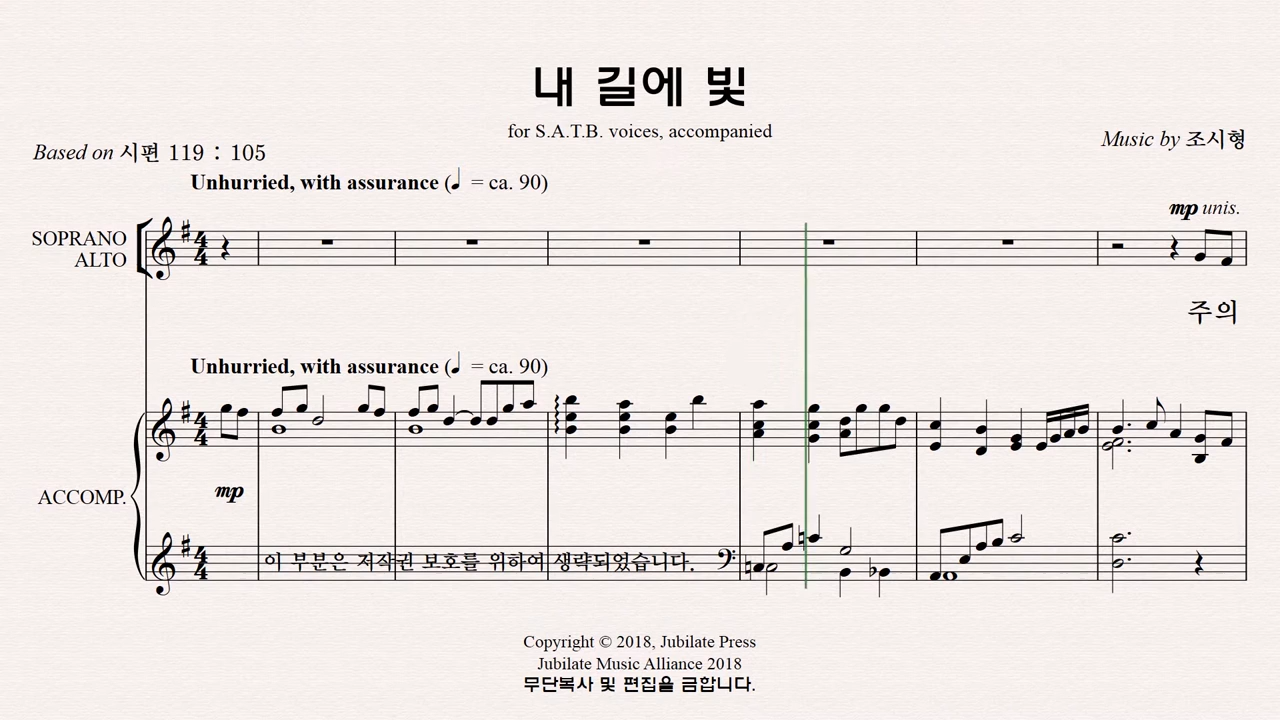 내 길에 빛
for S.A.T.B. voices, accompanied
Based on 시편 119 : 105
Music by 조시형
Unhurried, with assurance (♩ = ca. 90)
mp unis.
SOPRANO
ALTO
주의
Unhurried, with assurance (♩ = ca. 90)
mp
ACCOMP.
이 부분은 저작권 보호를 위하여 생략되었습니다.
Copyright © 2018, Jubilate Press
Jubilate Music Alliance 2018
무단복사 및 편집을 금합니다.